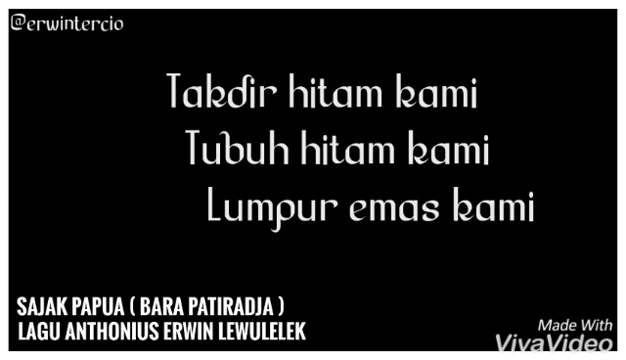 @erwintercio
Takdir hitam kami
Tubuh hitam kami
Lumpur emas kami
SAJAK PAPUA ( BARA PATIRADJA )
LAGU ANTHONIUS ERWIN LEWULELEK
Made With
VivaVideo